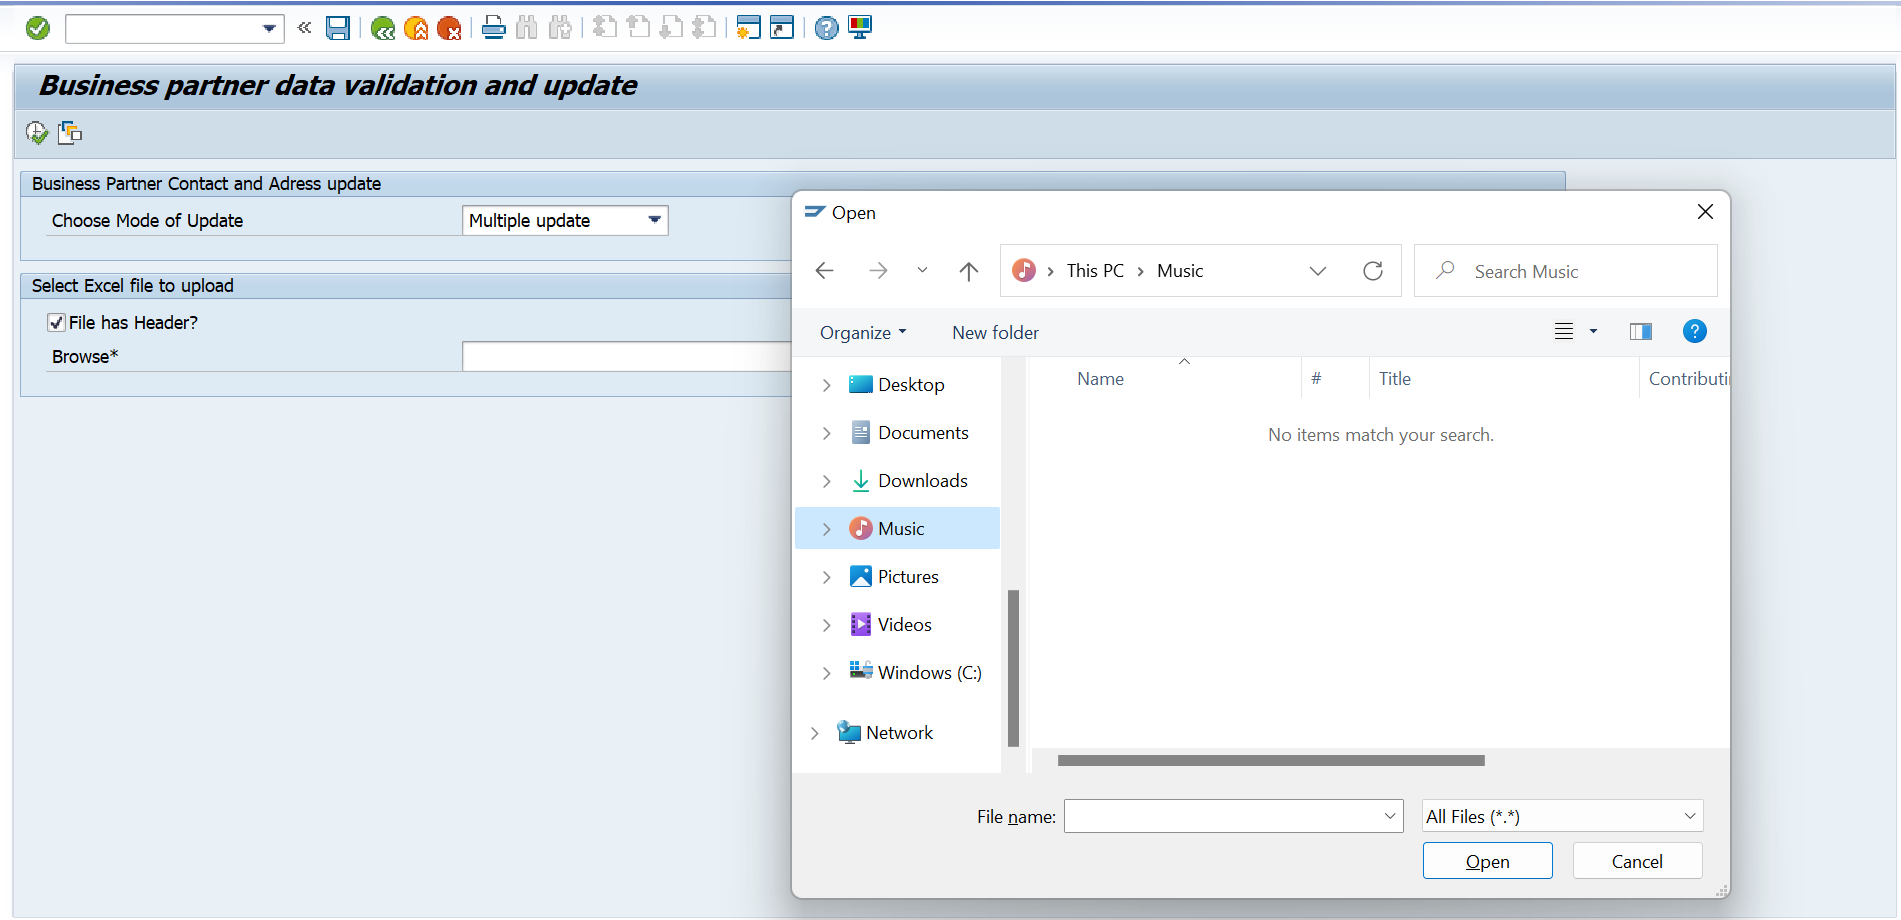 Business partner data validation and update
Business Partner Contact and Adress update
Choose Mode of Update
Multiple update
Select Excel file to upload
File has Header?
Browse*
Open
This PC
Music
Search Music
Organize
New folder
Name
#
Title
Contributi
No items match your search.
Desktop
Documents
Downloads
Music
Pictures
Videos
Windows (C:)
Network
File name:
All Files (*.*)
Open
Cancel